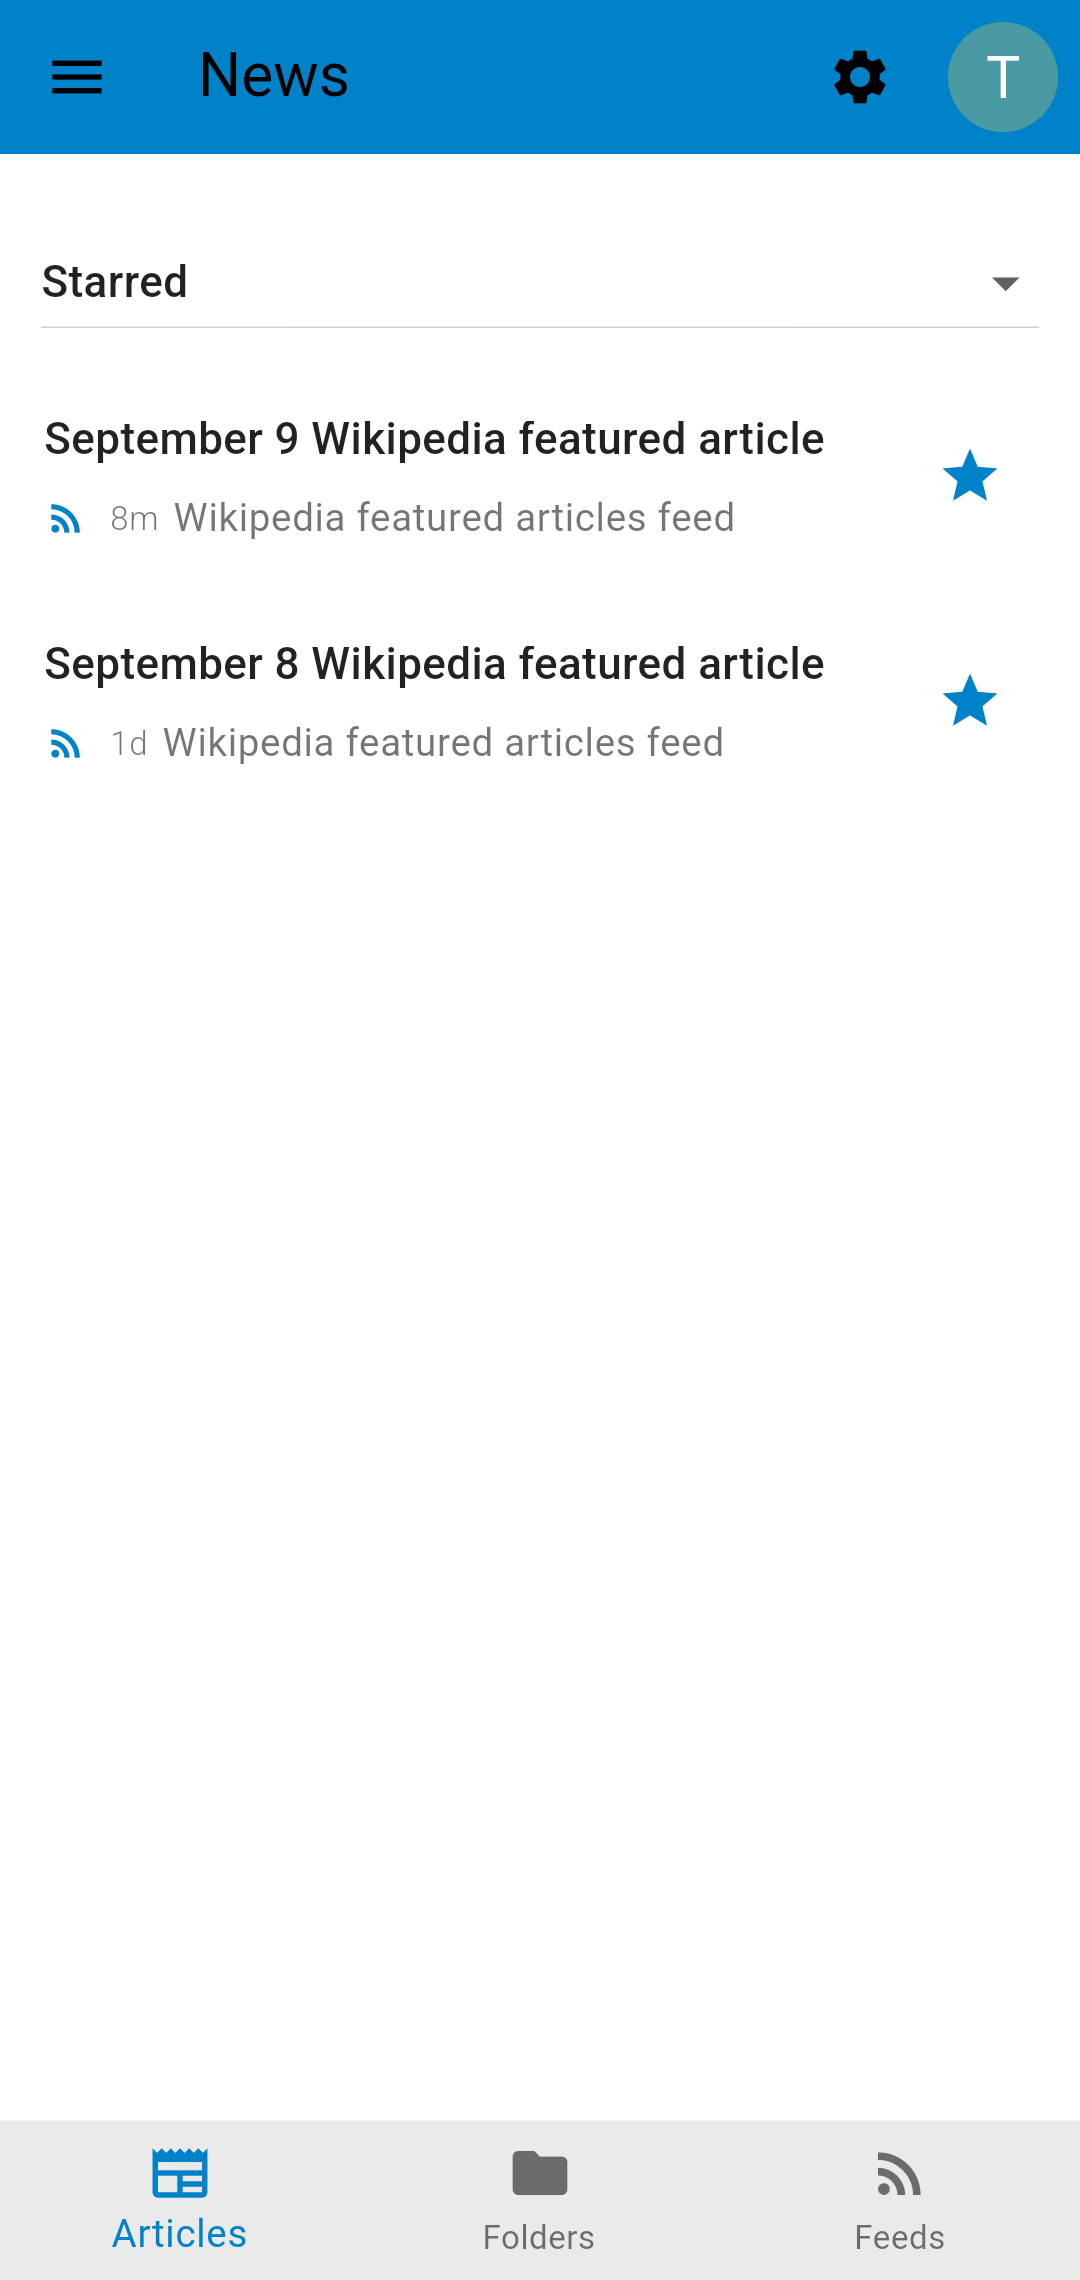 News
T
Starred
September 9 Wikipedia featured article
8m Wikipedia featured articles feed
September 8 Wikipedia featured article
1d Wikipedia featured articles feed
Articles
Folders
Feeds